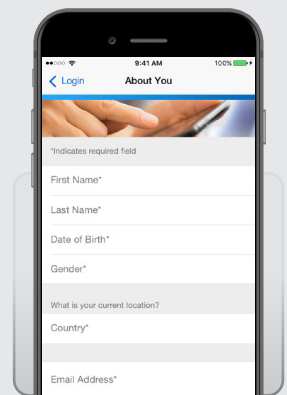 9:41 AM
100%
Login
About You
*Indicates required field
First Name*
Last Name*
Date of Birth*
Gender*
What is your current location?
Country*
Email Address*